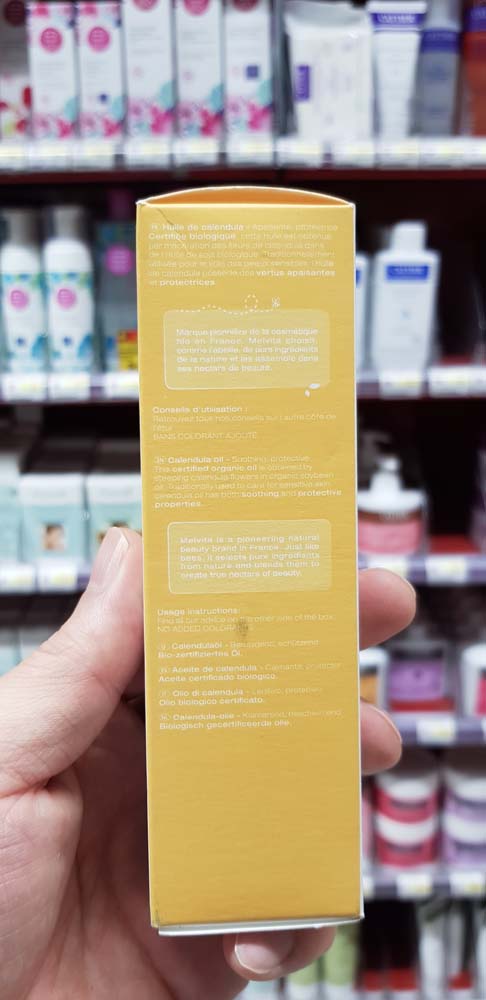 FR Huile de calendula - Apaisante, protectrice
Certifiée biologique, cette huile est obtenue
par macération des fleurs de calendula dans
de l'huile de soja biologique. Traditionnellement
utilisée pour le soin des peaux sensibles, l'huile
de calendula possède des vertus apaisantes
et protectrices.
Marque pionnière de la cosmétique
bio en France, Melvita choisit,
comme l'abeille, de purs ingrédients
de la nature et les assemble dans
ses nectars de beauté.
Conseils d'utilisation :
Retrouvez tous nos conseils sur l'autre côté de
l'étui.
SANS COLORANT AJOUTÉ
Calendula oil - Soothing, protective
This certified organic oil is obtained by
steeping calendula flowers in organic soybean
oil. Traditionally used to care for sensitive skin,
calendula oil has both soothing and protective
properties.
Melvita is a pioneering natural
beauty brand in France. Just like
bees, it selects pure ingredients
from nature and blends them to
create true nectars of beauty.
Usage instructions:
Find all our advice on the other side of the box.
NO ADDED COLORANT
Calendulaöl - Beruhigend, schützend
Bio-zertifiziertes Öl.
Aceite de caléndula - Calmante, protector
Aceite certificado biológico.
Olio di calendula - Lenitivo, protettivo
Olio biologico certificato.
Calendula-olie - Kalmerend, beschermend
Biologisch gecertificeerde olie.